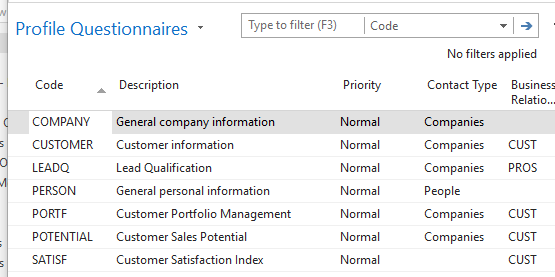 Profile Questionnaires
Type to filter (F3) Code
No filters applied
Code Description Priority Contact Type Business
Relatio...
COMPANY General company information Normal Companies
CUSTOMER Customer information Normal Companies CUST
LEADQ Lead Qualification Normal Companies PROS
PERSON General personal information Normal People
PORTF Customer Portfolio Management Normal Companies CUST
POTENTIAL Customer Sales Potential Normal Companies CUST
SATISF Customer Satisfaction Index Normal CUST